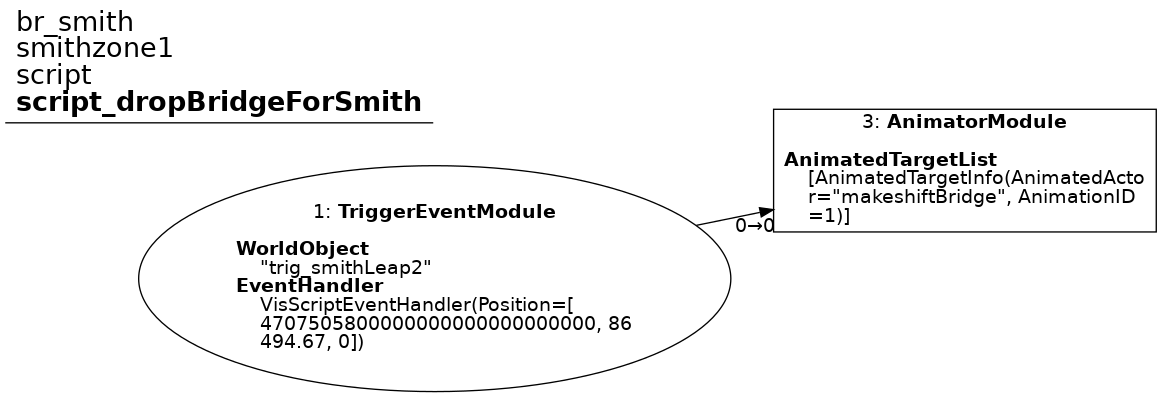 br_smith
smithzone1
script
script_dropBridgeForSmith
3: AnimatorModule
AnimatedTargetList
[AnimatedTargetInfo(AnimatedActo
r="makeshiftBridge", AnimationID
=1)]
1: TriggerEventModule
WorldObject
"trig_smithLeap2"
EventHandler
VisScriptEventHandler(Position=[
4707505800000000000000000000, 86
494.67, 0])
0→0